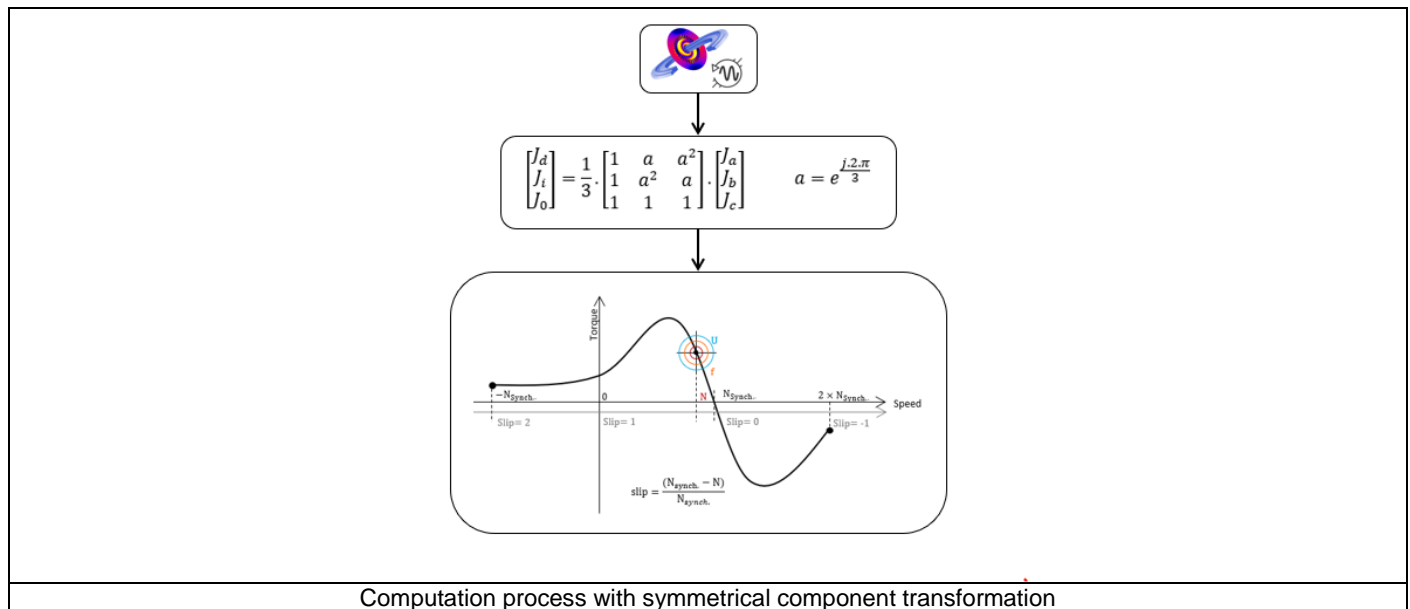 [J_d J_i J_0] = 1/3 . [1 a a²; 1 a² a; 1 1 1] . [J_a J_b J_c]    a = e^(j.2.π/3)
Torque
U
f
−N_Synch. 0 N N_Synch. 2 × N_Synch. Speed
Slip= 2 Slip= 1 Slip= 0 Slip= -1
slip = (N_synch. − N) / N_synch.
Computation process with symmetrical component transformation